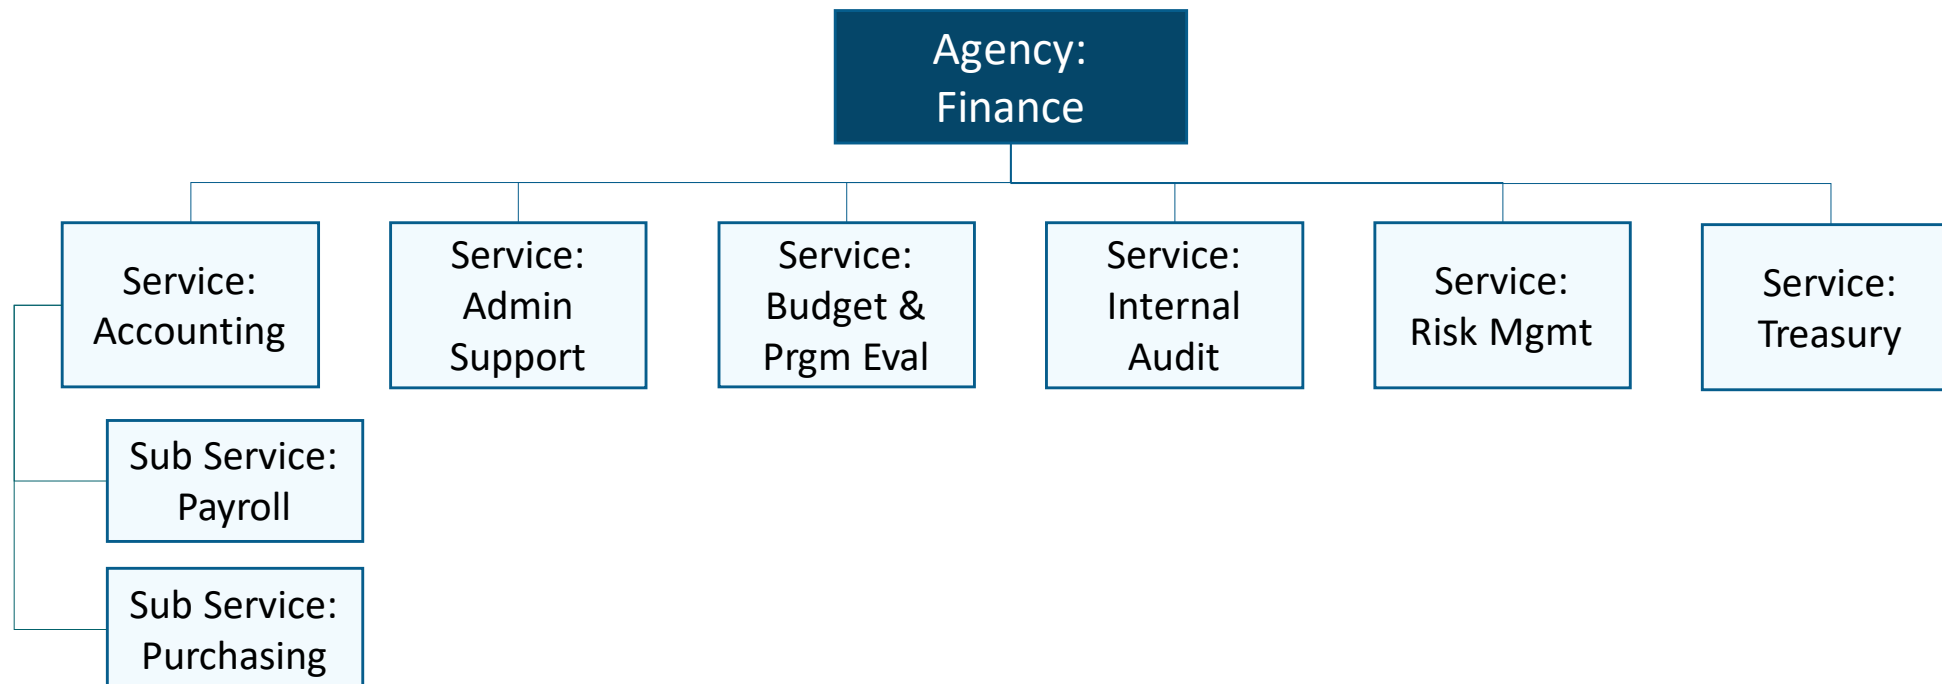 Agency:
Finance
Service:
Accounting
Service:
Admin
Support
Service:
Budget &
Prgm Eval
Service:
Internal
Audit
Service:
Risk Mgmt
Service:
Treasury
Sub Service:
Payroll
Sub Service:
Purchasing